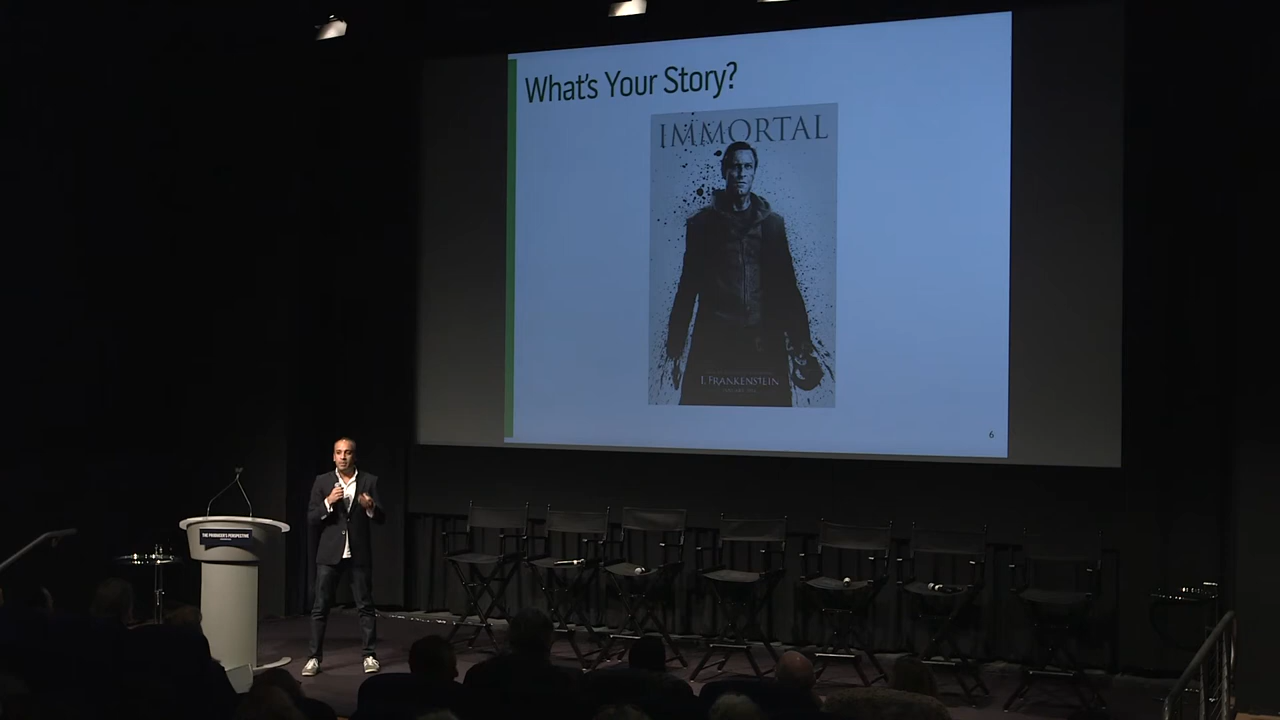 What's Your Story?
IMMORTAL
I, FRANKENSTEIN
6
THE PRODUCER'S PERSPECTIVE